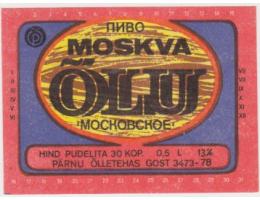 ПИВО
MOSKVA
ÕLU
"МОСКОВСКОЕ"
HIND PUDELITA 30 KOP. 0,5 L 13%
PÄRNU ÕLLETEHAS GOST 3473-78